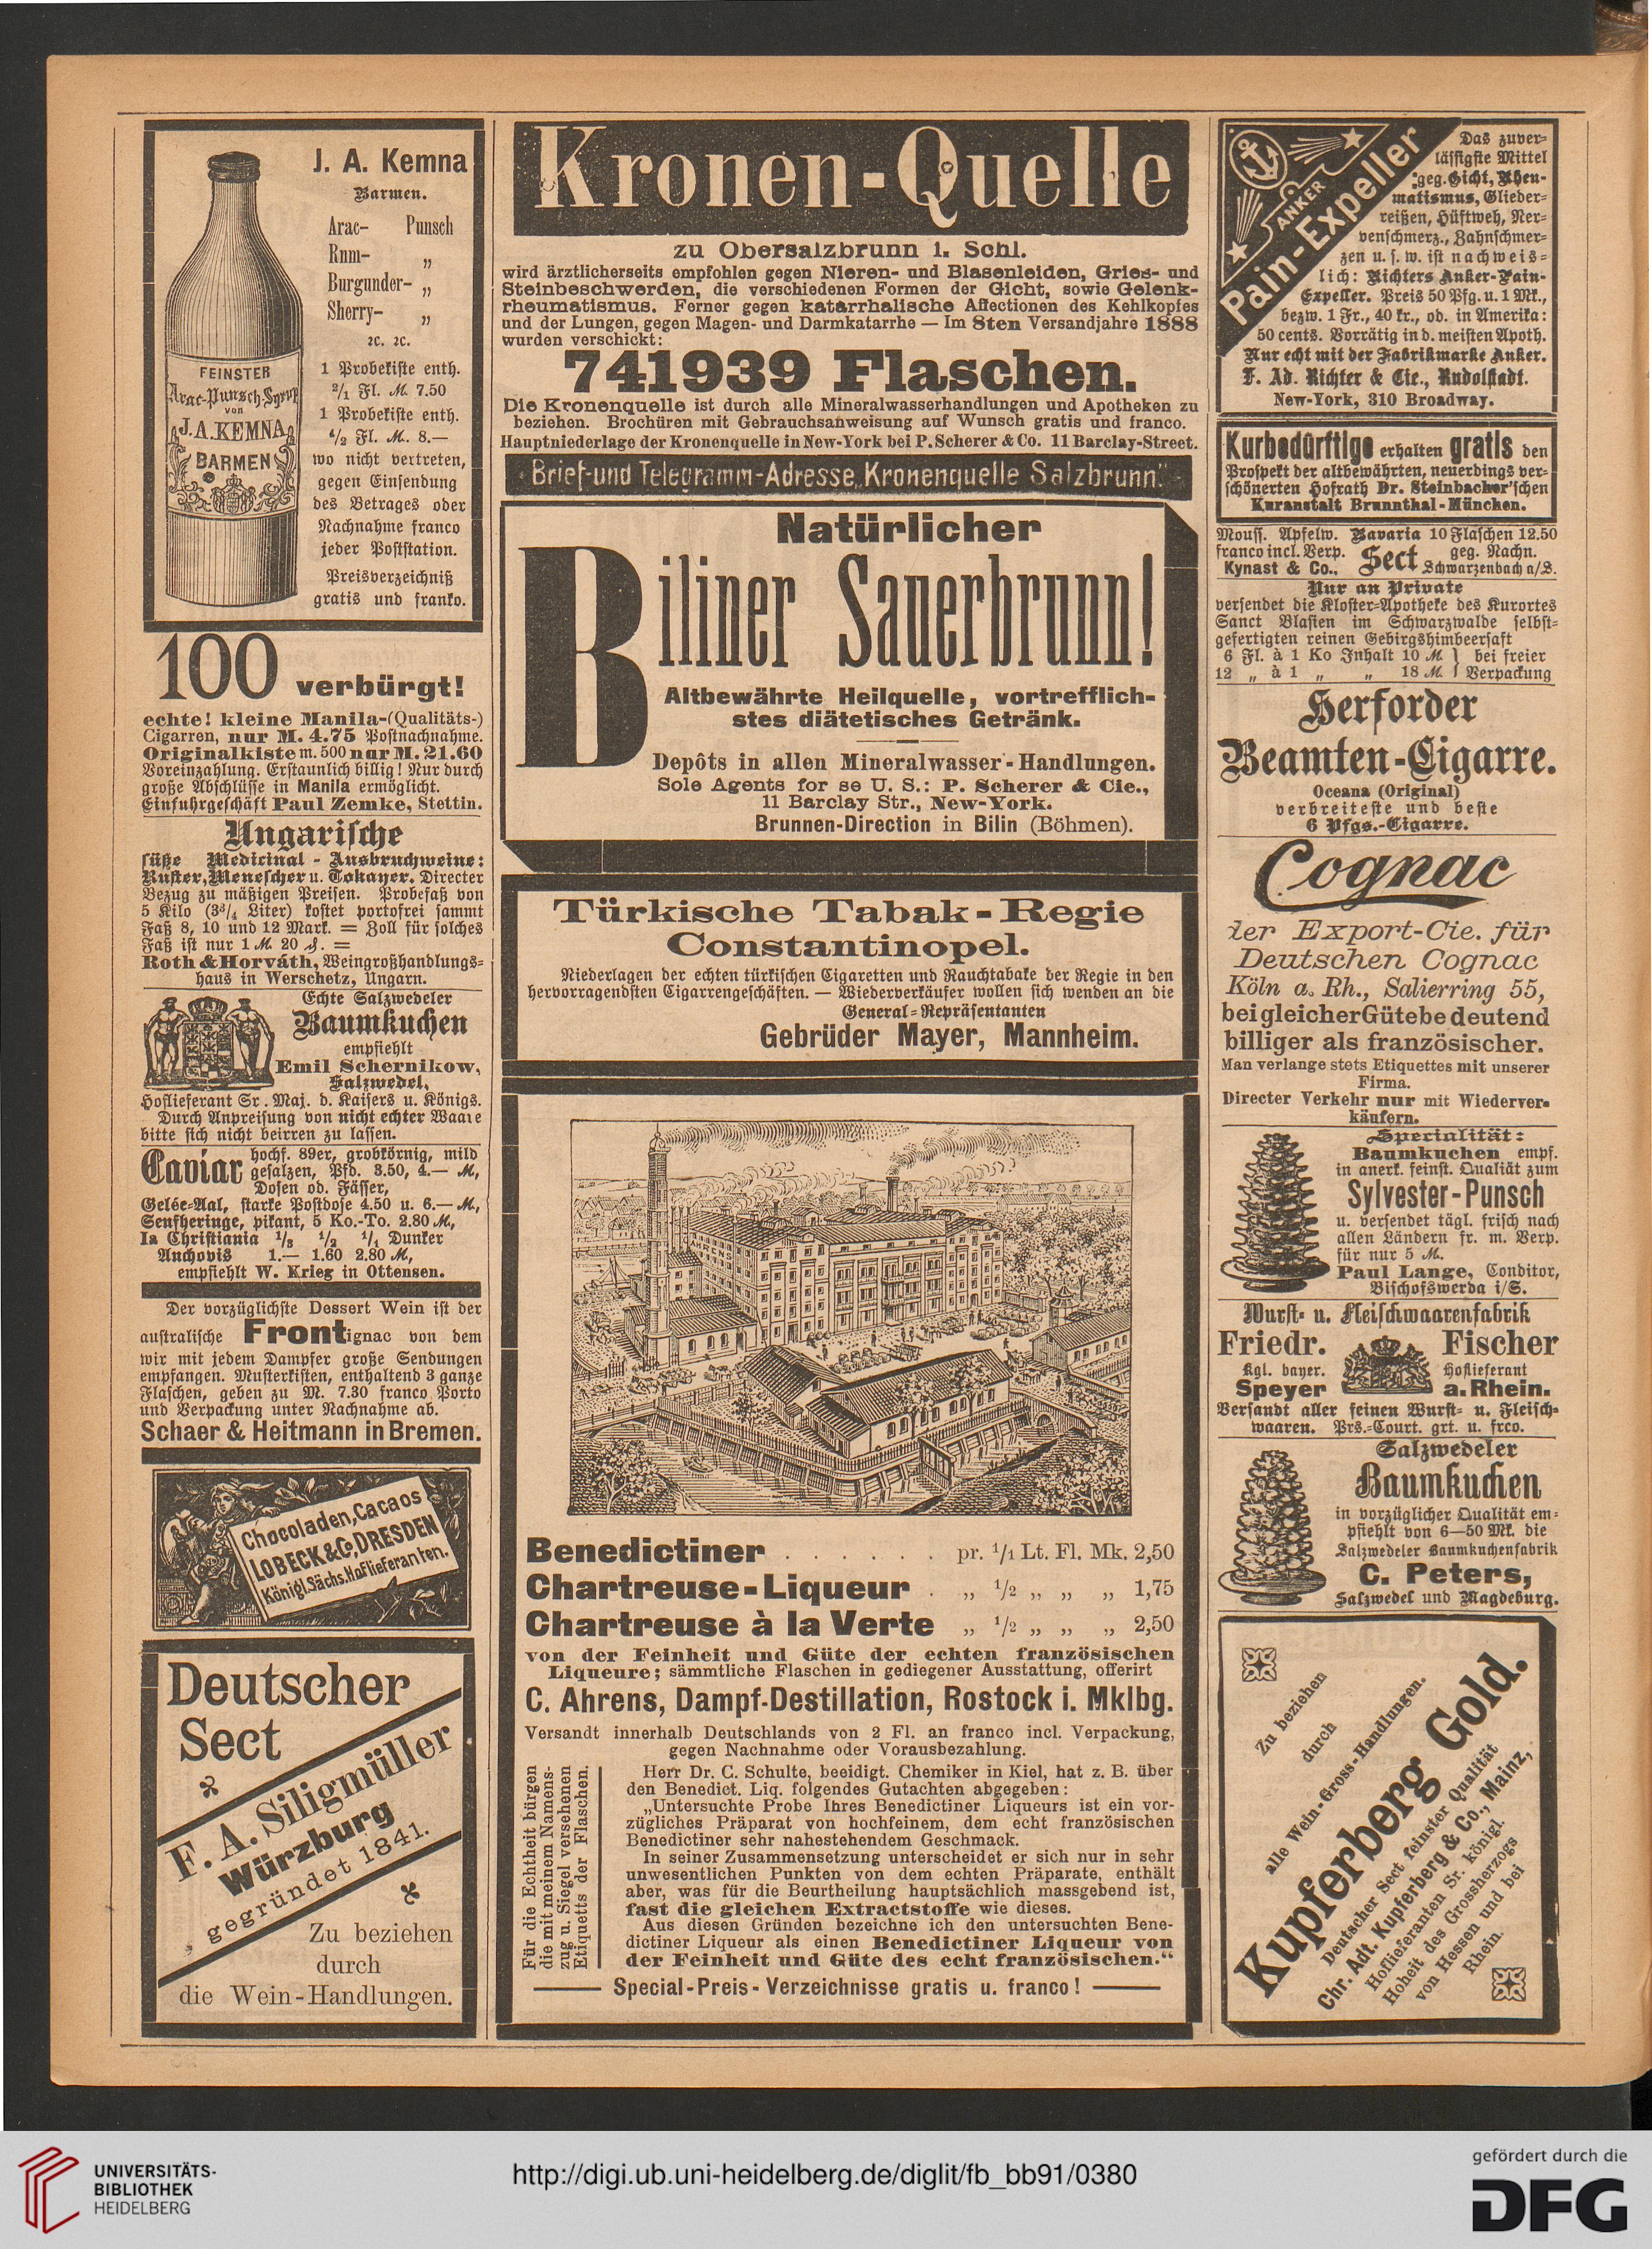 J. A. Kemna
Barmen.
Arac- Punsch
Rum- „
Burgunder- „
Sherry- „
ꝛc. ꝛc.
1 Probekiste enth.
2/1 Fl. M. 7.50
1 Probekiste enth.
4/2 Fl. M. 8.—
wo nicht vertreten,
gegen Einsendung
des Betrages oder
Nachnahme franco
jeder Poststation.
Preisverzeichniß
gratis und franko.
FEINSTER
Arac-Punsch-Syrup
von
J.A.KEMNA
BARMEN
100 verbürgt!
echte! kleine Manila-(Qualitäts-)
Cigarren, nur M. 4.75 Postnachnahme.
Originalkiste m. 500 nur M. 21.60
Voreinzahlung. Erstaunlich billig! Nur durch
große Abschlüsse in Manila ermöglicht.
Einfuhrgeschäft Paul Zemke, Stettin.
Ungarische
süße Medicinal - Ausbruchweine:
Ruster, Menescher u. Tokayer. Directer
Bezug zu mäßigen Preisen. Probefaß von
5 Kilo (3¾ Liter) kostet portofrei sammt
Faß 8, 10 und 12 Mark. = Zoll für solches
Faß ist nur 1 M. 20 ₰. =
Roth & Horváth, Weingroßhandlungs-
haus in Werschetz, Ungarn.
Echte Salzwedeler
Baumkuchen
empfiehlt
Emil Schernikow,
Salzwedel,
Hoflieferant Sr. Maj. d. Kaisers u. Königs.
Durch Anpreisung von nicht echter Waare
bitte sich nicht beirren zu lassen.
Caviar hochf. 89er, grobkörnig, mild
gesalzen, Pfd. 3.50, 4.— M.,
Dosen od. Fässer,
Gelée-Aal, starke Postdose 4.50 u. 6.— M.,
Senfheringe, pikant, 5 Ko.-To. 2.80 M.,
Ia Christiania 1/8 1/2 1/1 Dunker
Anchovis 1.— 1.60 2.80 M.,
empfiehlt W. Krieg in Ottensen.
Der vorzüglichste Dessert Wein ist der
australische Frontignac von dem
wir mit jedem Dampfer große Sendungen
empfangen. Musterkisten, enthaltend 3 ganze
Flaschen, geben zu M. 7.30 franco Porto
und Verpackung unter Nachnahme ab.
Schaer & Heitmann in Bremen.
Chocoladen, Cacaos
LOBECK & Co, DRESDEN
Königl. Sächs. Hoflieferanten.
Deutscher
Sect
F. A. Siligmüller
Würzburg
gegründet 1841.
Zu beziehen
durch
die Wein-Handlungen.
Kronen-Quelle
zu Obersalzbrunn i. Schl.
wird ärztlicherseits empfohlen gegen Nieren- und Blasenleiden, Gries- und
Steinbeschwerden, die verschiedenen Formen der Gicht, sowie Gelenk-
rheumatismus. Ferner gegen katarrhalische Affectionen des Kehlkopfes
und der Lungen, gegen Magen- und Darmkatarrhe — Im 8ten Versandjahre 1888
wurden verschickt:
741939 Flaschen.
Die Kronenquelle ist durch alle Mineralwasserhandlungen und Apotheken zu
beziehen. Brochüren mit Gebrauchsanweisung auf Wunsch gratis und franco.
Hauptniederlage der Kronenquelle in New-York bei P. Scherer & Co. 11 Barclay-Street.
Brief-und Telegramm-Adresse „Kronenquelle Salzbrunn."
Natürlicher
Biliner Sauerbrunn!
Altbewährte Heilquelle, vortrefflich-
stes diätetisches Getränk.
Depôts in allen Mineralwasser-Handlungen.
Sole Agents for se U. S.: P. Scherer & Cie.,
11 Barclay Str., New-York.
Brunnen-Direction in Bilin (Böhmen).
Türkische Tabak-Regie
Constantinopel.
Niederlagen der echten türkischen Cigaretten und Rauchtabake der Regie in den
hervorragendsten Cigarrengeschäften. — Wiederverkäufer wollen sich wenden an die
General-Repräsentanten
Gebrüder Mayer, Mannheim.
AHRENS
Benedictiner . . . . . . . pr. 1/1 Lt. Fl. Mk. 2,50
Chartreuse-Liqueur . „ 1/2 „ „ „ 1,75
Chartreuse à la Verte „ 1/2 „ „ „ 2,50
von der Feinheit und Güte der echten französischen
Liqueure; sämmtliche Flaschen in gediegener Ausstattung, offerirt
C. Ahrens, Dampf-Destillation, Rostock i. Mklbg.
Versandt innerhalb Deutschlands von 2 Fl. an franco incl. Verpackung,
gegen Nachnahme oder Vorausbezahlung.
Für die Echtheit bürgen
die mit meinem Namens-
zug u. Siegel versehenen
Etiquetts der Flaschen.
Herr Dr. C. Schulte, beeidigt. Chemiker in Kiel, hat z. B. über
den Benedict. Liq. folgendes Gutachten abgegeben:
„Untersuchte Probe Ihres Benedictiner Liqueurs ist ein vor-
zügliches Präparat von hochfeinem, dem echt französischen
Benedictiner sehr nahestehendem Geschmack.
In seiner Zusammensetzung unterscheidet er sich nur in sehr
unwesentlichen Punkten von dem echten Präparate, enthält
aber, was für die Beurtheilung hauptsächlich massgebend ist,
fast die gleichen Extractstoffe wie dieses.
Aus diesen Gründen bezeichne ich den untersuchten Bene-
dictiner Liqueur als einen Benedictiner Liqueur von
der Feinheit und Güte des echt französischen.“
Special-Preis-Verzeichnisse gratis u. franco!
ANKER
Pain-Expeller
Das zuver-
lässigste Mittel
geg. Gicht, Rheu-
matismus, Glieder-
reißen, Hüftweh, Ner-
venschmerz., Zahnschmer-
zen u. s. w. ist nachweis-
lich: Richters Anker-Pain-
Expeller. Preis 50 Pfg. u. 1 Mk.,
bezw. 1 Fr., 40 kr., od. in Amerika:
50 cents. Vorrätig in d. meisten Apoth.
Nur echt mit der Fabrikmarke Anker.
F. Ad. Richter & Cie., Rudolstadt.
New-York, 310 Broadway.
Kurbedürftige erhalten gratis den
Prospekt der altbewährten, neuerdings ver-
schönerten Hofrath Dr. Steinbacher'schen
Kuranstalt Brunnthal-München.
Mouss. Apfelw. Bavaria 10 Flaschen 12.50
franco incl. Verp. Sect geg. Nachn.
Kynast & Co., Schwarzenbach a/S.
Nur an Private
versendet die Kloster-Apotheke des Kurortes
Sanct Blasien im Schwarzwalde selbst-
gefertigten reinen Gebirgshimbeersaft
6 Fl. à 1 Ko Inhalt 10 M. } bei freier
12 „ à 1 „ „ 18 M. } Verpackung
Herforder
Beamten-Cigarre.
Oceana (Original)
verbreiteste und beste
6 Pfgs.-Cigarre.
Cognac
der Export-Cie. für
Deutschen Cognac
Köln a. Rh., Salierring 55,
bei gleicher Güte bedeutend
billiger als französischer.
Man verlange stets Etiquettes mit unserer
Firma.
Directer Verkehr nur mit Wiederver-
käufern.
Specialität:
Baumkuchen empf.
in anerk. feinst. Qualiät zum
Sylvester-Punsch
u. versendet tägl. frisch nach
allen Ländern fr. m. Verp.
für nur 5 M.
Paul Lange, Conditor,
Bischofswerda i/S.
Wurst- u. Fleischwaarenfabrik
Friedr. Fischer
Kgl. bayer. Hoflieferant
Speyer a. Rhein.
Versandt aller feinen Wurst- u. Fleisch-
waaren. Prs.-Court. grt. u. frco.
Salzwedeler
Baumkuchen
in vorzüglicher Qualität em-
pfiehlt von 6—50 Mk. die
Salzwedeler Baumkuchenfabrik
C. Peters,
Salzwedel und Magdeburg.
Zu beziehen
durch
alle Wein-Gross-Handlungen.
Kupferberg Gold.
Deutscher Sect feinster Qualität
Chr. Adt. Kupferberg & Co., Mainz,
Hoflieferanten Sr. königl.
Hoheit des Grossherzogs
von Hessen und bei
Rhein.
UNIVERSITÄTS-
BIBLIOTHEK
HEIDELBERG
http://digi.ub.uni-heidelberg.de/diglit/fb_bb91/0380
gefördert durch die
DFG